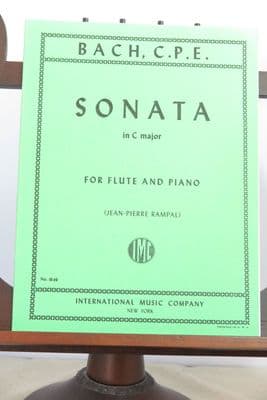 BACH, C.P.E.
SONATA
in C major
FOR FLUTE AND PIANO
(JEAN-PIERRE RAMPAL)
IMC
INTERNATIONAL MUSIC COMPANY
NEW YORK